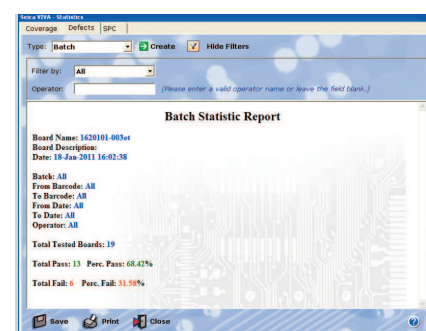 Seica VIVA - Statistics
Coverage Defects SPC
Type: Batch Create Hide Filters
Filter by: All
Operator: (Please enter a valid operator name or leave the field blank.)
Batch Statistic Report
Board Name: 1620101-003et
Board Description:
Date: 18-Jan-2011 16:02:38
Batch: All
From Barcode: All
To Barcode: All
From Date: All
To Date: All
Operator: All
Total Tested Boards: 19
Total Pass: 13 Perc. Pass: 68.42%
Total Fail: 6 Perc. Fail: 31.58%
Save Print Close